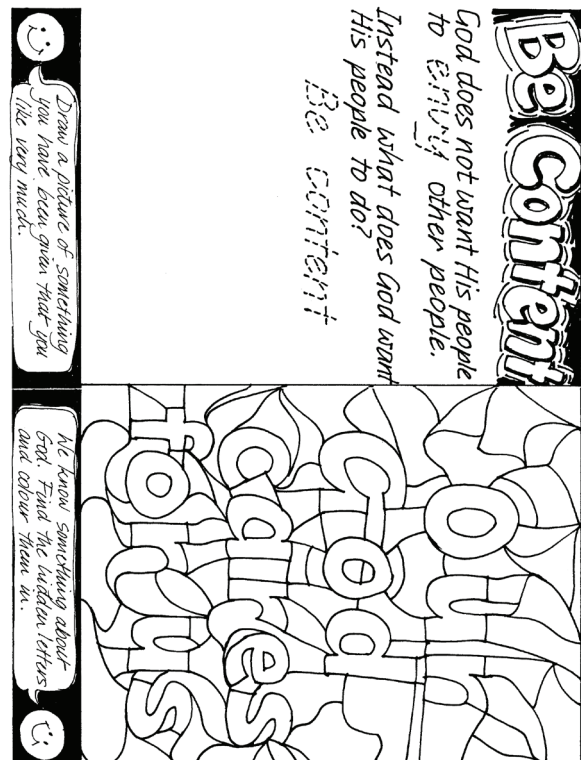 Be Content
God does not want His people
to envy other people.
Instead what does God want
His people to do?
Be content
Draw a picture of something
you have been given that you
like very much.
Our
God
cares
for us
We know something about
God. Find the hidden letters
and colour them in.